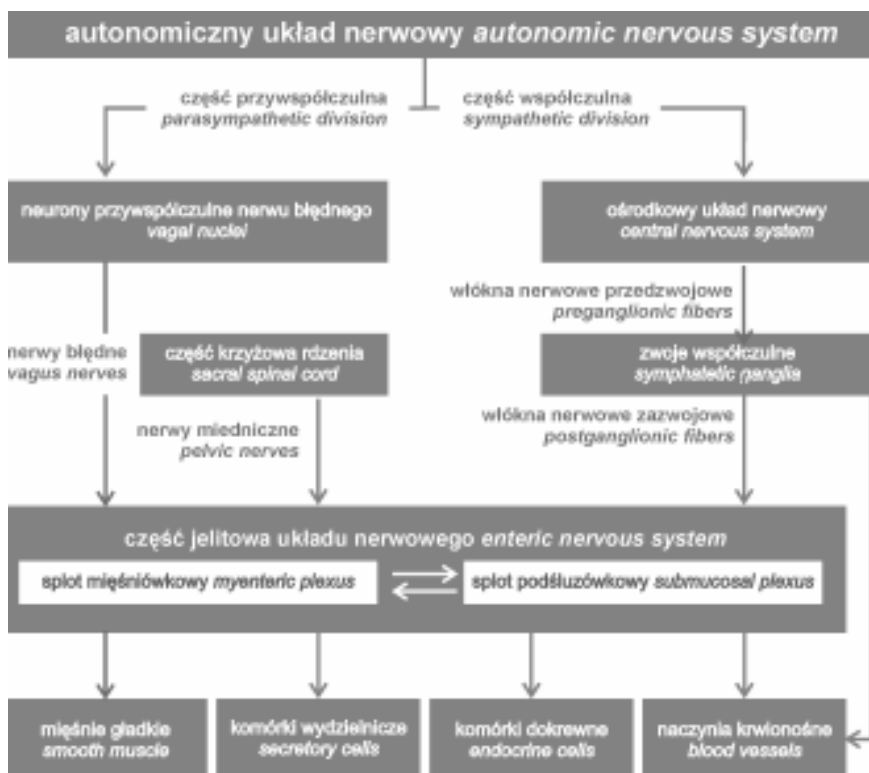 autonomiczny układ nerwowy autonomic nervous system
część przywspółczulna
parasympathetic division
część współczulna
sympathetic division
neurony przywspółczulne nerwu błędnego
vagal nuclei
ośrodkowy układ nerwowy
central nervous system
włókna nerwowe przedzwojowe
preganglionic fibers
nerwy błędne
vagus nerves
część krzyżowa rdzenia
sacral spinal cord
zwoje współczulne
symphatetic ganglia
nerwy miedniczne
pelvic nerves
włókna nerwowe zazwojowe
postganglionic fibers
część jelitowa układu nerwowego enteric nervous system
splot mięśniówkowy myenteric plexus
splot podśluzówkowy submucosal plexus
mięśnie gładkie
smooth muscle
komórki wydzielnicze
secretory cells
komórki dokrewne
endocrine cells
naczynia krwionośne
blood vessels